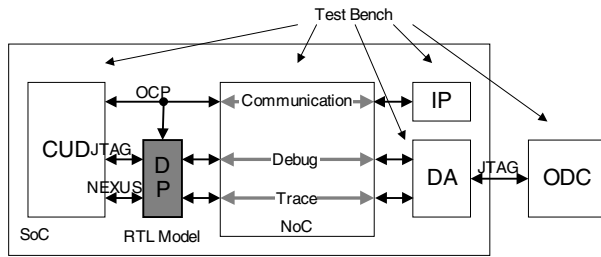 Test Bench
OCP
Communication
IP
CUD
JTAG
D
P
Debug
DA
JTAG
ODC
NEXUS
Trace
SoC
RTL Model
NoC